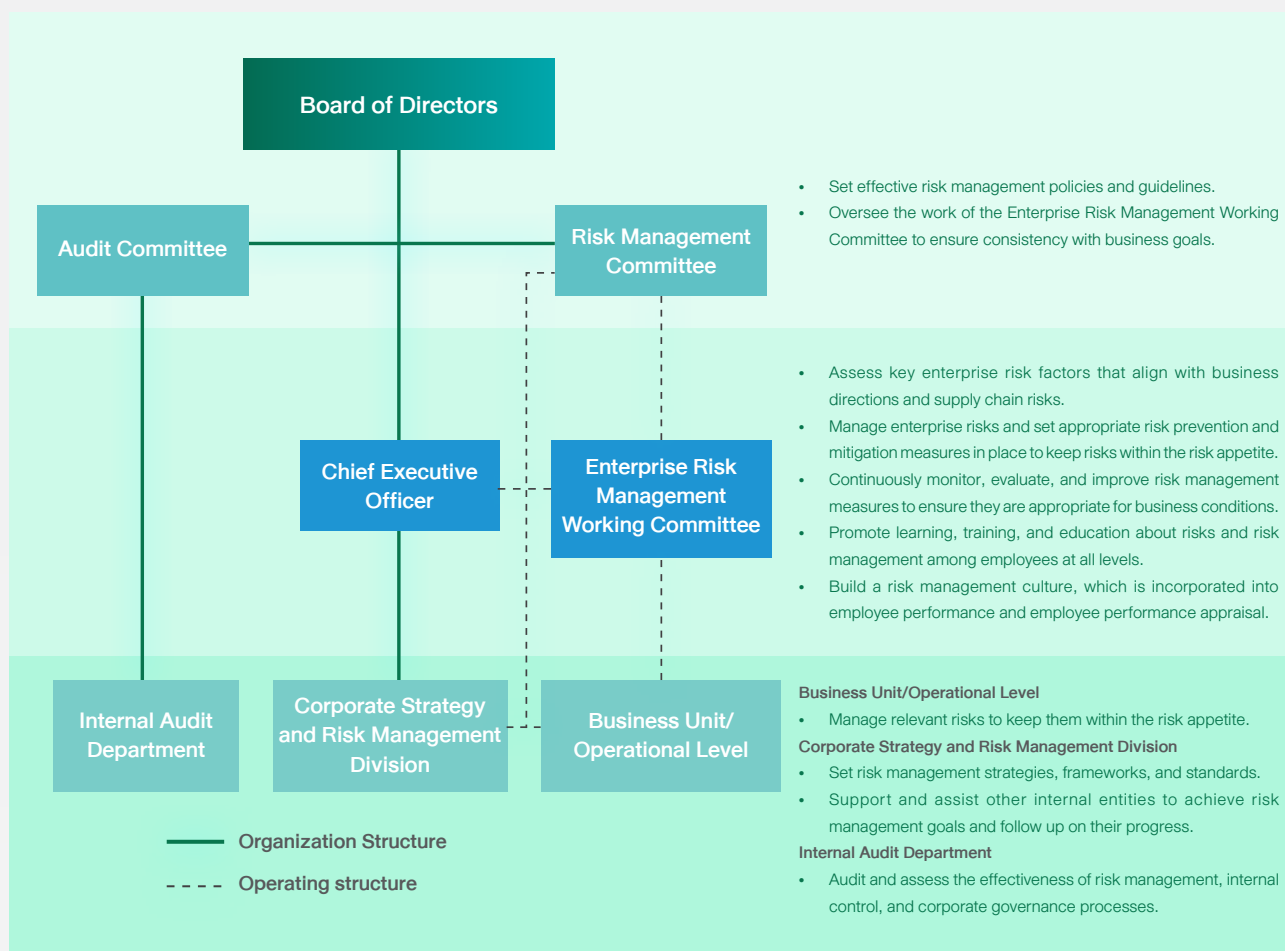 Board of Directors
Audit Committee
Risk Management
Committee
• Set effective risk management policies and guidelines.
• Oversee the work of the Enterprise Risk Management Working
Committee to ensure consistency with business goals.
Chief Executive
Officer
Enterprise Risk
Management
Working Committee
• Assess key enterprise risk factors that align with business
directions and supply chain risks.
• Manage enterprise risks and set appropriate risk prevention and
mitigation measures in place to keep risks within the risk appetite.
• Continuously monitor, evaluate, and improve risk management
measures to ensure they are appropriate for business conditions.
• Promote learning, training, and education about risks and risk
management among employees at all levels.
• Build a risk management culture, which is incorporated into
employee performance and employee performance appraisal.
Internal Audit
Department
Corporate Strategy
and Risk Management
Division
Business Unit/
Operational Level
Business Unit/Operational Level
• Manage relevant risks to keep them within the risk appetite.
Corporate Strategy and Risk Management Division
• Set risk management strategies, frameworks, and standards.
• Support and assist other internal entities to achieve risk
management goals and follow up on their progress.
Internal Audit Department
• Audit and assess the effectiveness of risk management, internal
control, and corporate governance processes.
Organization Structure
Operating structure